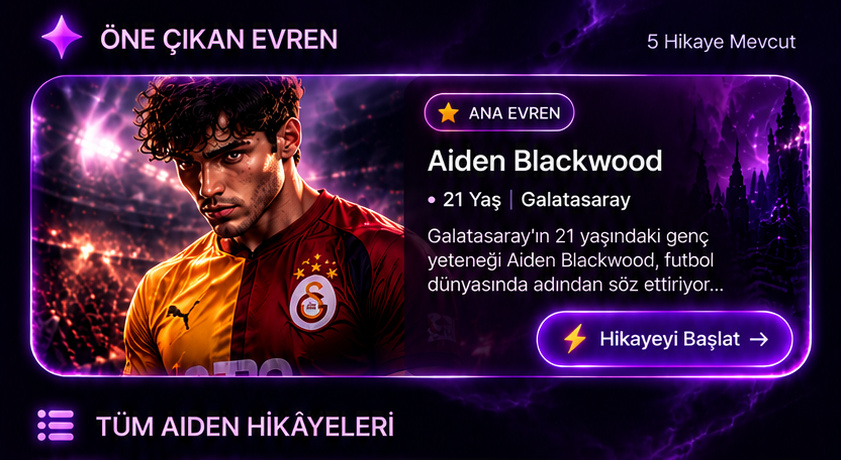 ÖNE ÇIKAN EVREN
5 Hikaye Mevcut
ANA EVREN
Aiden Blackwood
• 21 Yaş | Galatasaray
Galatasaray'ın 21 yaşındaki genç
yeteneği Aiden Blackwood, futbol
dünyasında adından söz ettiriyor...
Hikayeyi Başlat →
TÜM AIDEN HİKÂYELERİ